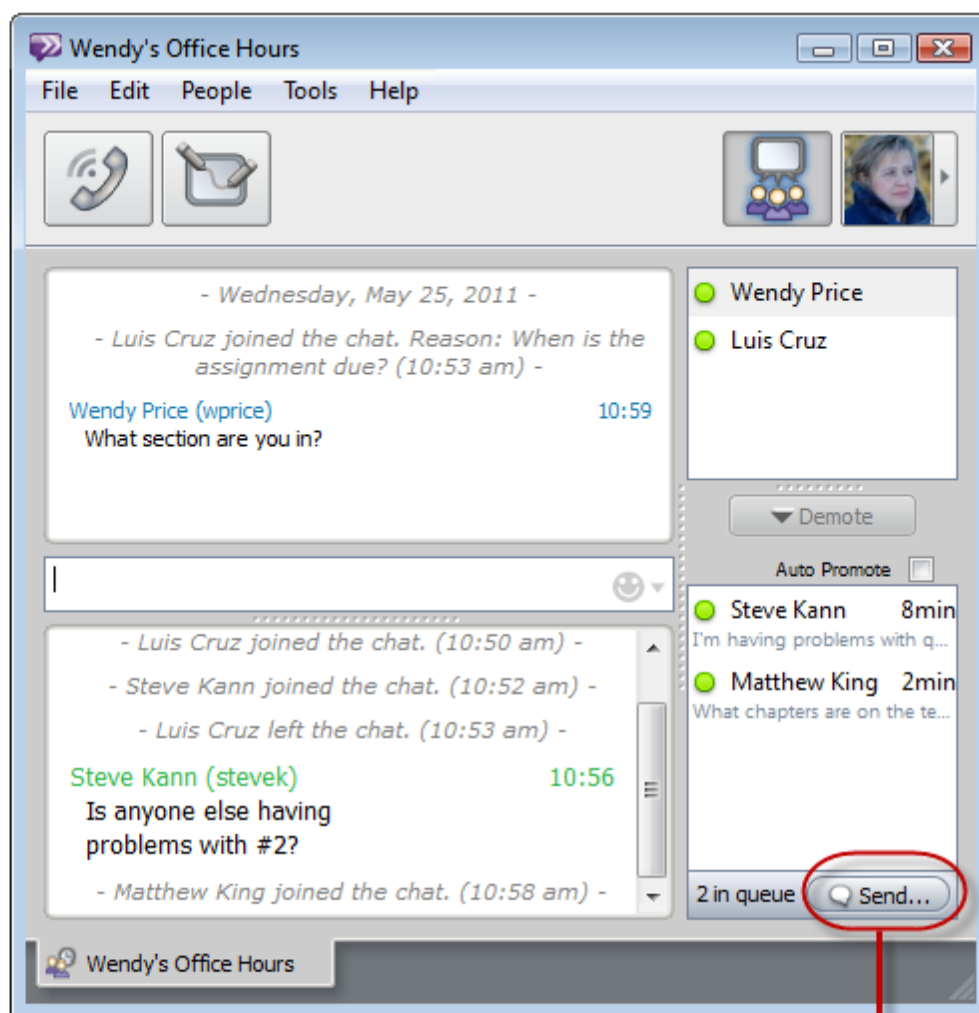 Wendy's Office Hours
File Edit People Tools Help
- Wednesday, May 25, 2011 -
- Luis Cruz joined the chat. Reason: When is the
assignment due? (10:53 am) -
Wendy Price (wprice) 10:59
What section are you in?
- Luis Cruz joined the chat. (10:50 am) -
- Steve Kann joined the chat. (10:52 am) -
- Luis Cruz left the chat. (10:53 am) -
Steve Kann (stevek) 10:56
Is anyone else having
problems with #2?
- Matthew King joined the chat. (10:58 am) -
Wendy Price
Luis Cruz
Demote
Auto Promote
Steve Kann 8min
I'm having problems with q...
Matthew King 2min
What chapters are on the te...
2 in queue Send...
Wendy's Office Hours